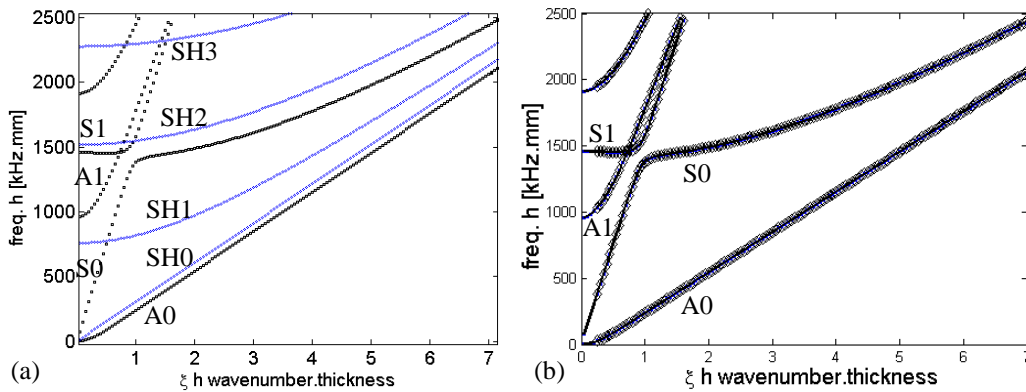 2500
2000
1500
1000
500
0
freq. h [kHz.mm]
SH3
SH2
S1
A1
SH1
SH0
S0
A0
1 2 3 4 5 6 7
ξ h wavenumber.thickness
(a)
2500
2000
1500
1000
500
0
freq. h [kHz.mm]
S1
S0
A1
A0
0 1 2 3 4 5 6 7
ξ h wavenumber.thickness
(b)